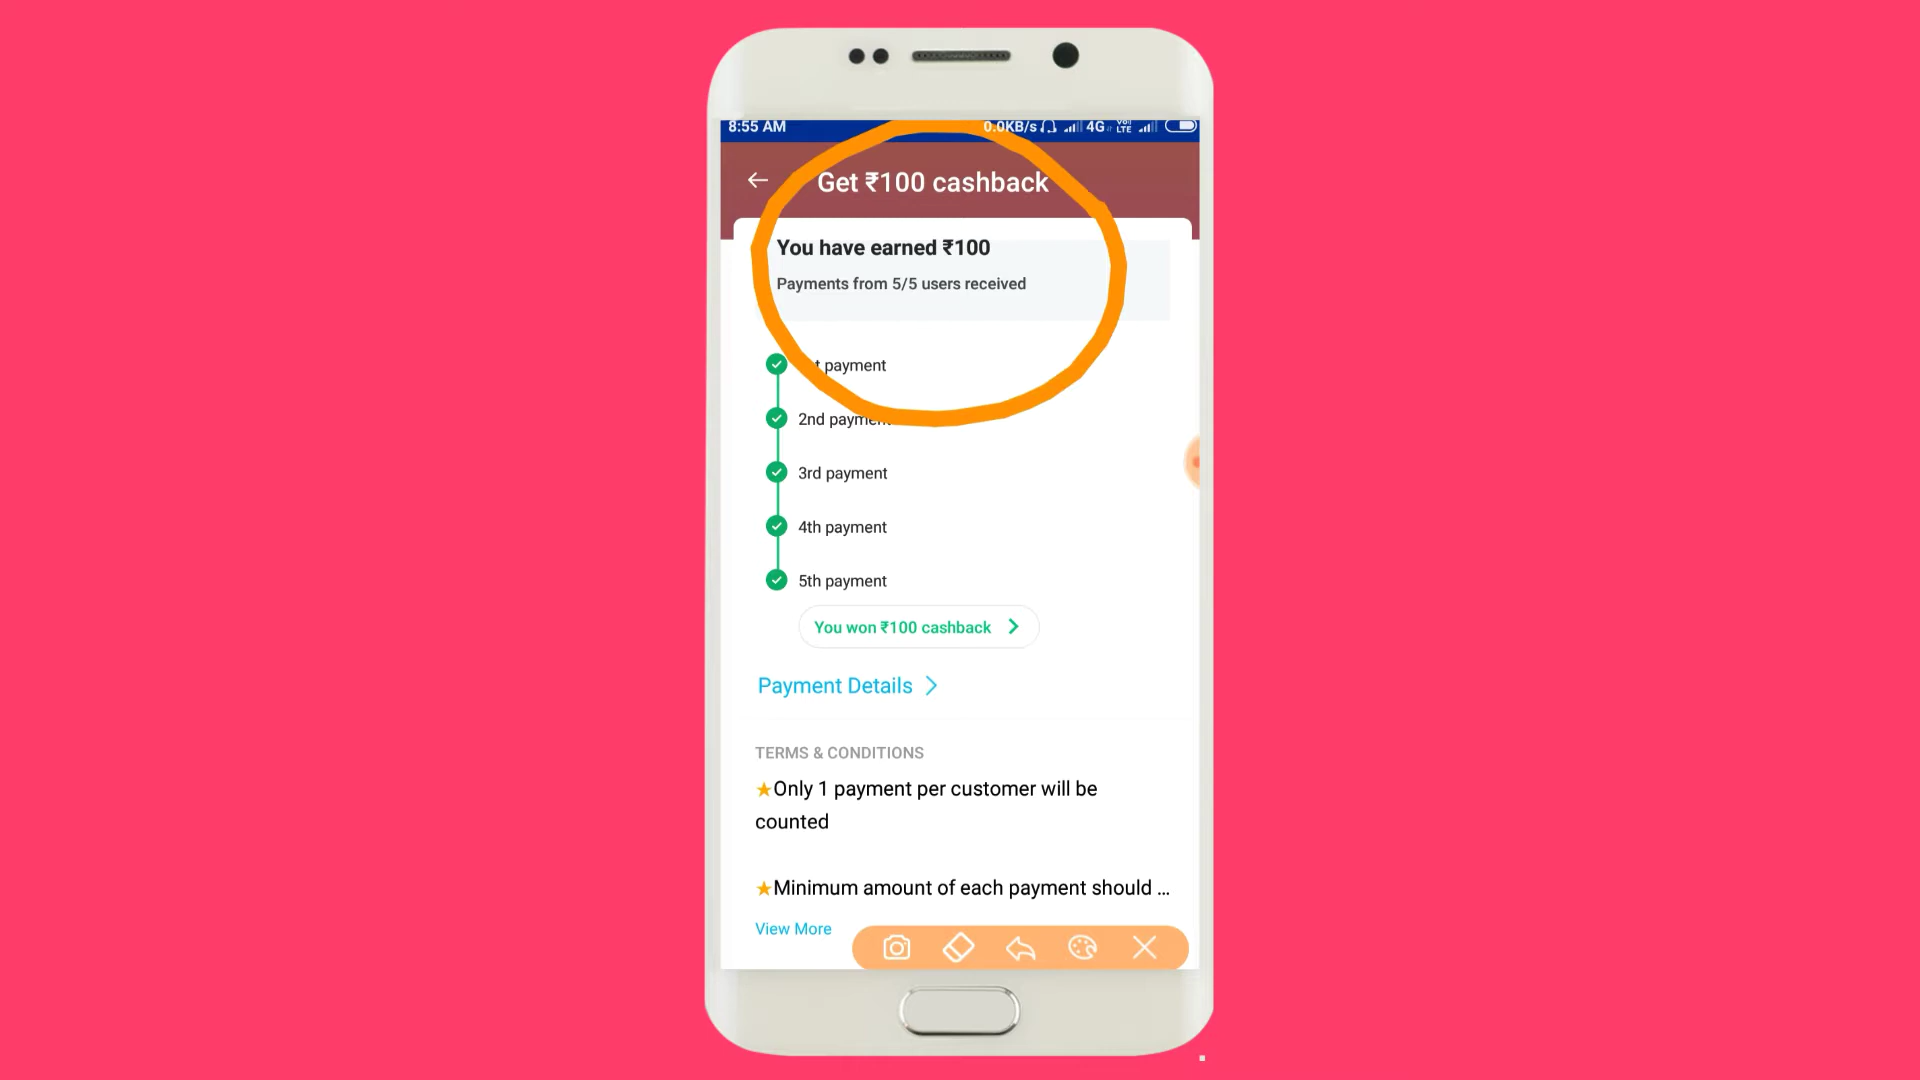 8:55 AM 0.0KB/s 4G VoLTE
Get ₹100 cashback
You have earned ₹100
Payments from 5/5 users received
payment
2nd payment
3rd payment
4th payment
5th payment
You won ₹100 cashback
Payment Details
TERMS & CONDITIONS
★Only 1 payment per customer will be
counted
★Minimum amount of each payment should ...
View More